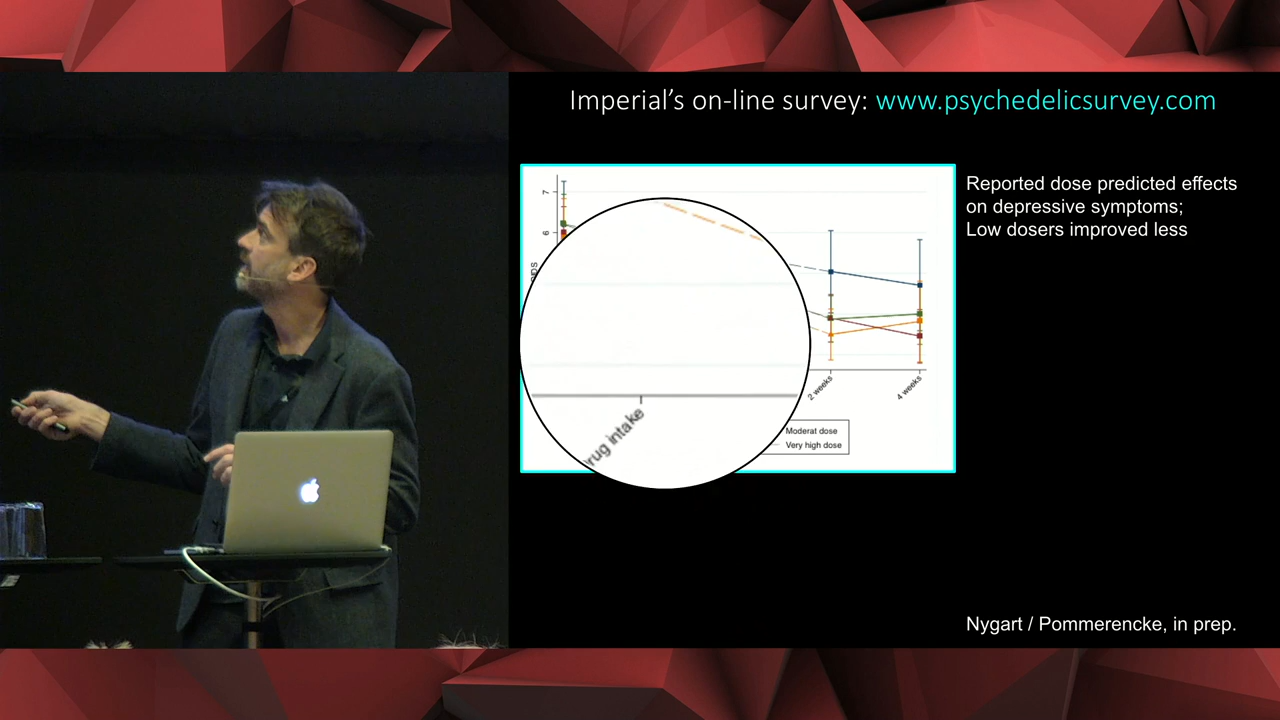 Imperial's on-line survey: www.psychedelicsurvey.com
Reported dose predicted effects
on depressive symptoms;
Low dosers improved less
7
6
2 weeks
4 weeks
rug intake
Moderat dose
Very high dose
Nygart / Pommerencke, in prep.